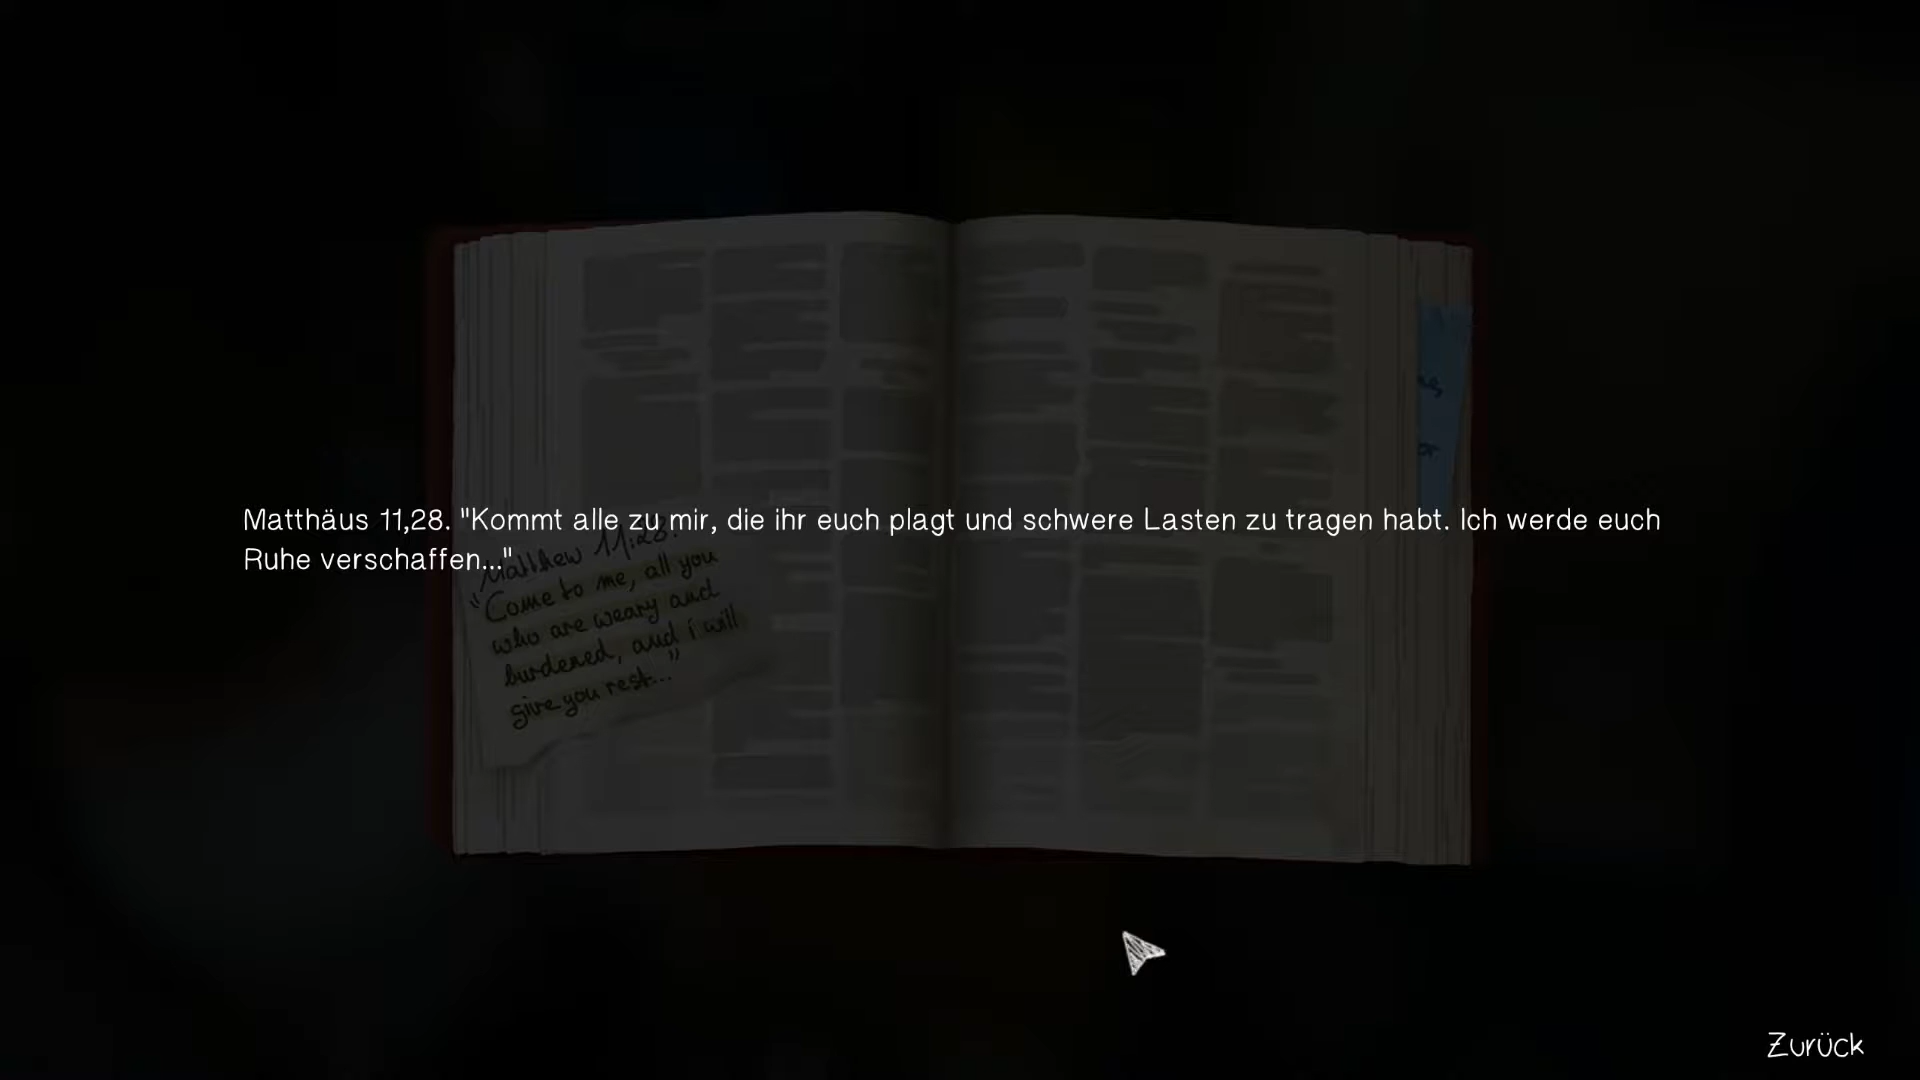 Matthäus 11,28. "Kommt alle zu mir, die ihr euch plagt und schwere Lasten zu tragen habt. Ich werde euch
Ruhe verschaffen..."
Matthew 11:28:
"Come to me, all you
who are weary and
burdened, and i will
give you rest..."
Zurück